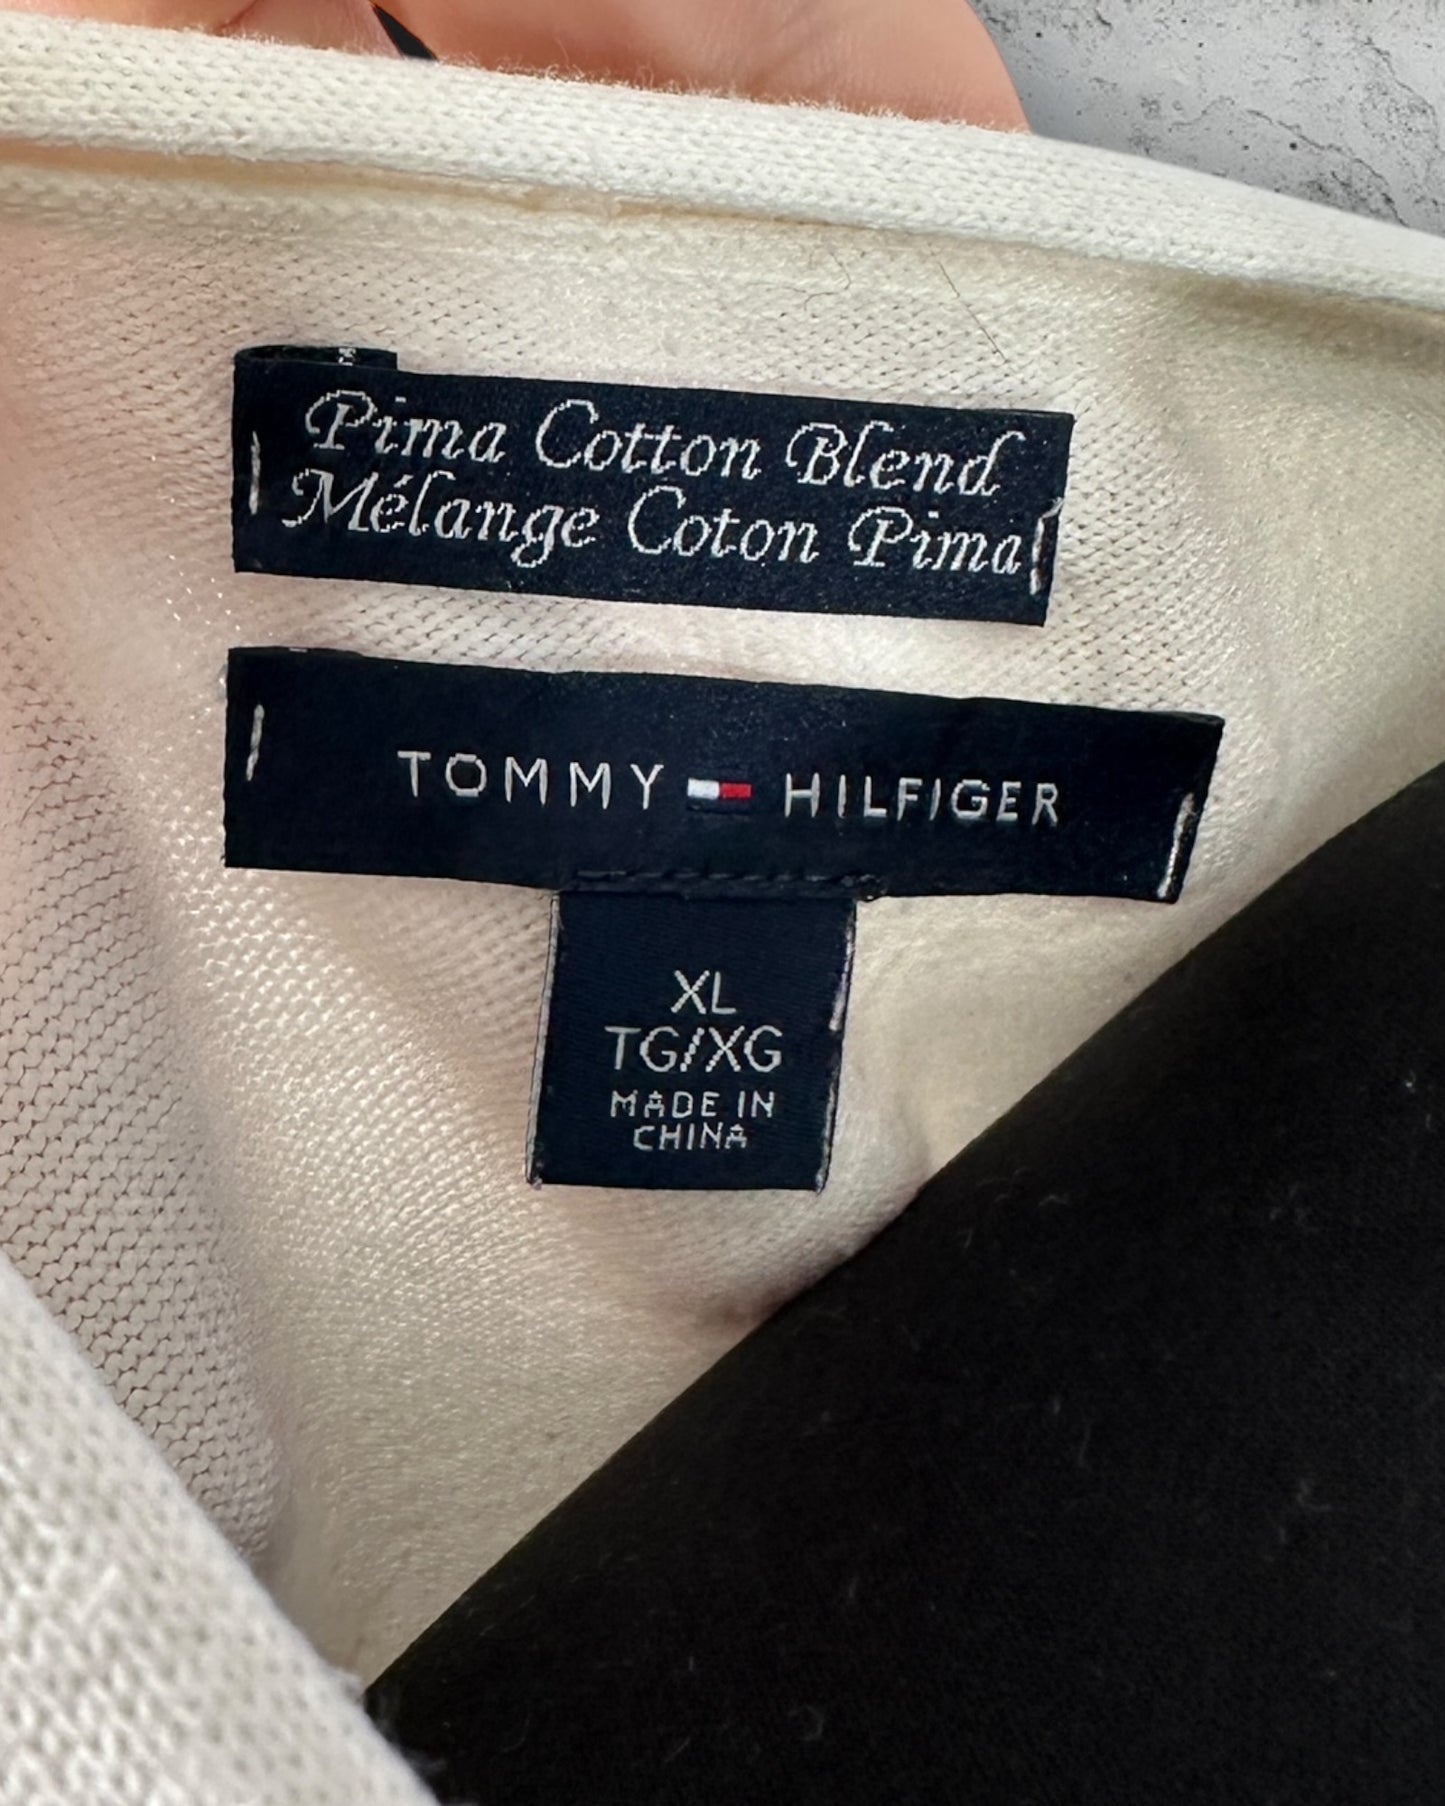 Pima Cotton Blend
Mélange Coton Pima
TOMMY HILFIGER
XL
TG/XG
MADE IN
CHINA